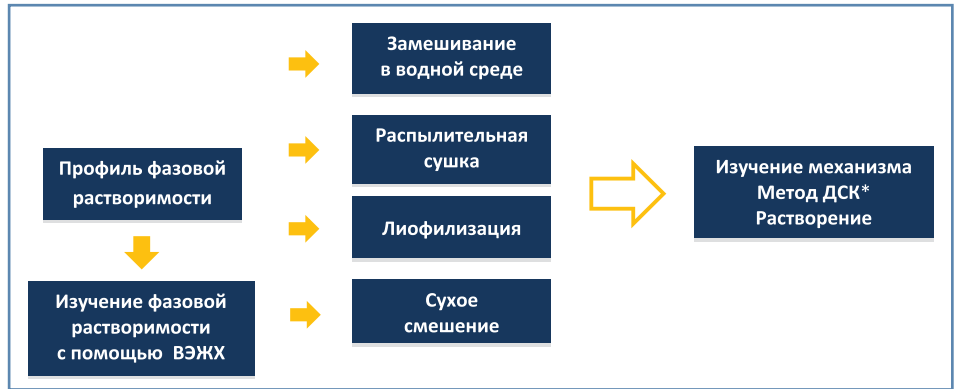 Профиль фазовой
растворимости
Изучение фазовой
растворимости
с помощью ВЭЖХ
Замешивание
в водной среде
Распылительная
сушка
Лиофилизация
Сухое
смешение
Изучение механизма
Метод ДСК*
Растворение